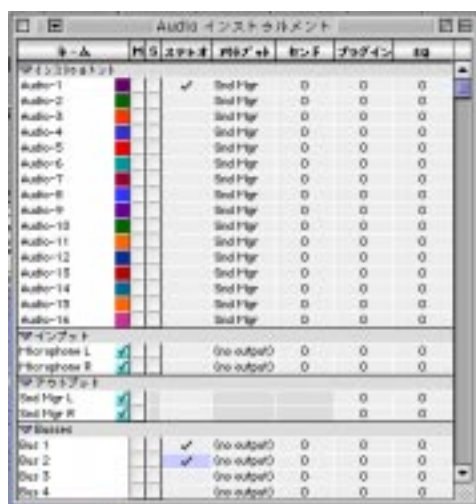 Audio インストゥルメント
ネーム M S ステレオ アウトプット センド プラグイン EQ
インストゥルメント
Audio-1 ✓ Snd Mgr 0 0 0
Audio-2 Snd Mgr 0 0 0
Audio-3 Snd Mgr 0 0 0
Audio-4 Snd Mgr 0 0 0
Audio-5 Snd Mgr 0 0 0
Audio-6 Snd Mgr 0 0 0
Audio-7 Snd Mgr 0 0 0
Audio-8 Snd Mgr 0 0 0
Audio-9 Snd Mgr 0 0 0
Audio-10 Snd Mgr 0 0 0
Audio-11 Snd Mgr 0 0 0
Audio-12 Snd Mgr 0 0 0
Audio-13 Snd Mgr 0 0 0
Audio-14 Snd Mgr 0 0 0
Audio-15 Snd Mgr 0 0 0
Audio-16 Snd Mgr 0 0 0
インプット
Microphone L ✓ (no output) 0 0 0
Microphone R ✓ (no output) 0 0 0
アウトプット
Snd Mgr L ✓ 0 0
Snd Mgr R ✓ 0 0
Busses
Bus 1 ✓ (no output) 0 0 0
Bus 2 ✓ (no output) 0 0 0
Bus 3 (no output) 0 0 0
Bus 4 (no output) 0 0 0